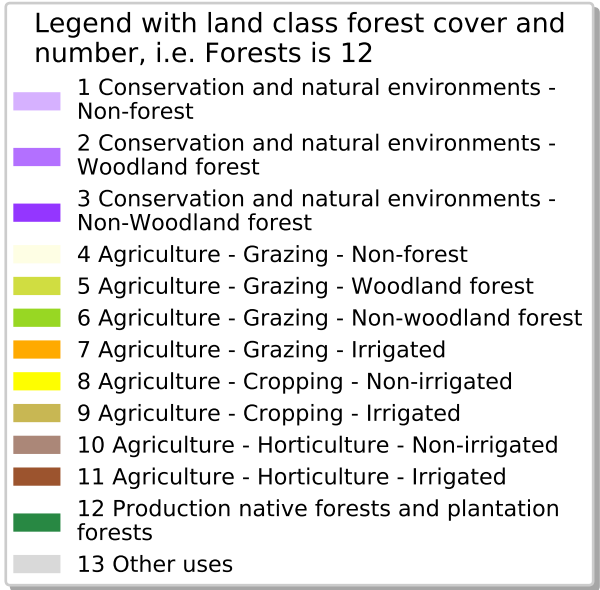 Legend with land class forest cover and
number, i.e. Forests is 12
1 Conservation and natural environments -
Non-forest
2 Conservation and natural environments -
Woodland forest
3 Conservation and natural environments -
Non-Woodland forest
4 Agriculture - Grazing - Non-forest
5 Agriculture - Grazing - Woodland forest
6 Agriculture - Grazing - Non-woodland forest
7 Agriculture - Grazing - Irrigated
8 Agriculture - Cropping - Non-irrigated
9 Agriculture - Cropping - Irrigated
10 Agriculture - Horticulture - Non-irrigated
11 Agriculture - Horticulture - Irrigated
12 Production native forests and plantation
forests
13 Other uses